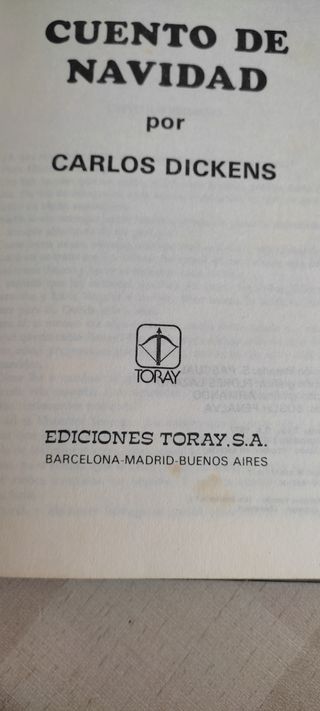 CUENTO DE
NAVIDAD
por
CARLOS DICKENS
TORAY
EDICIONES TORAY, S.A.
BARCELONA-MADRID-BUENOS AIRES